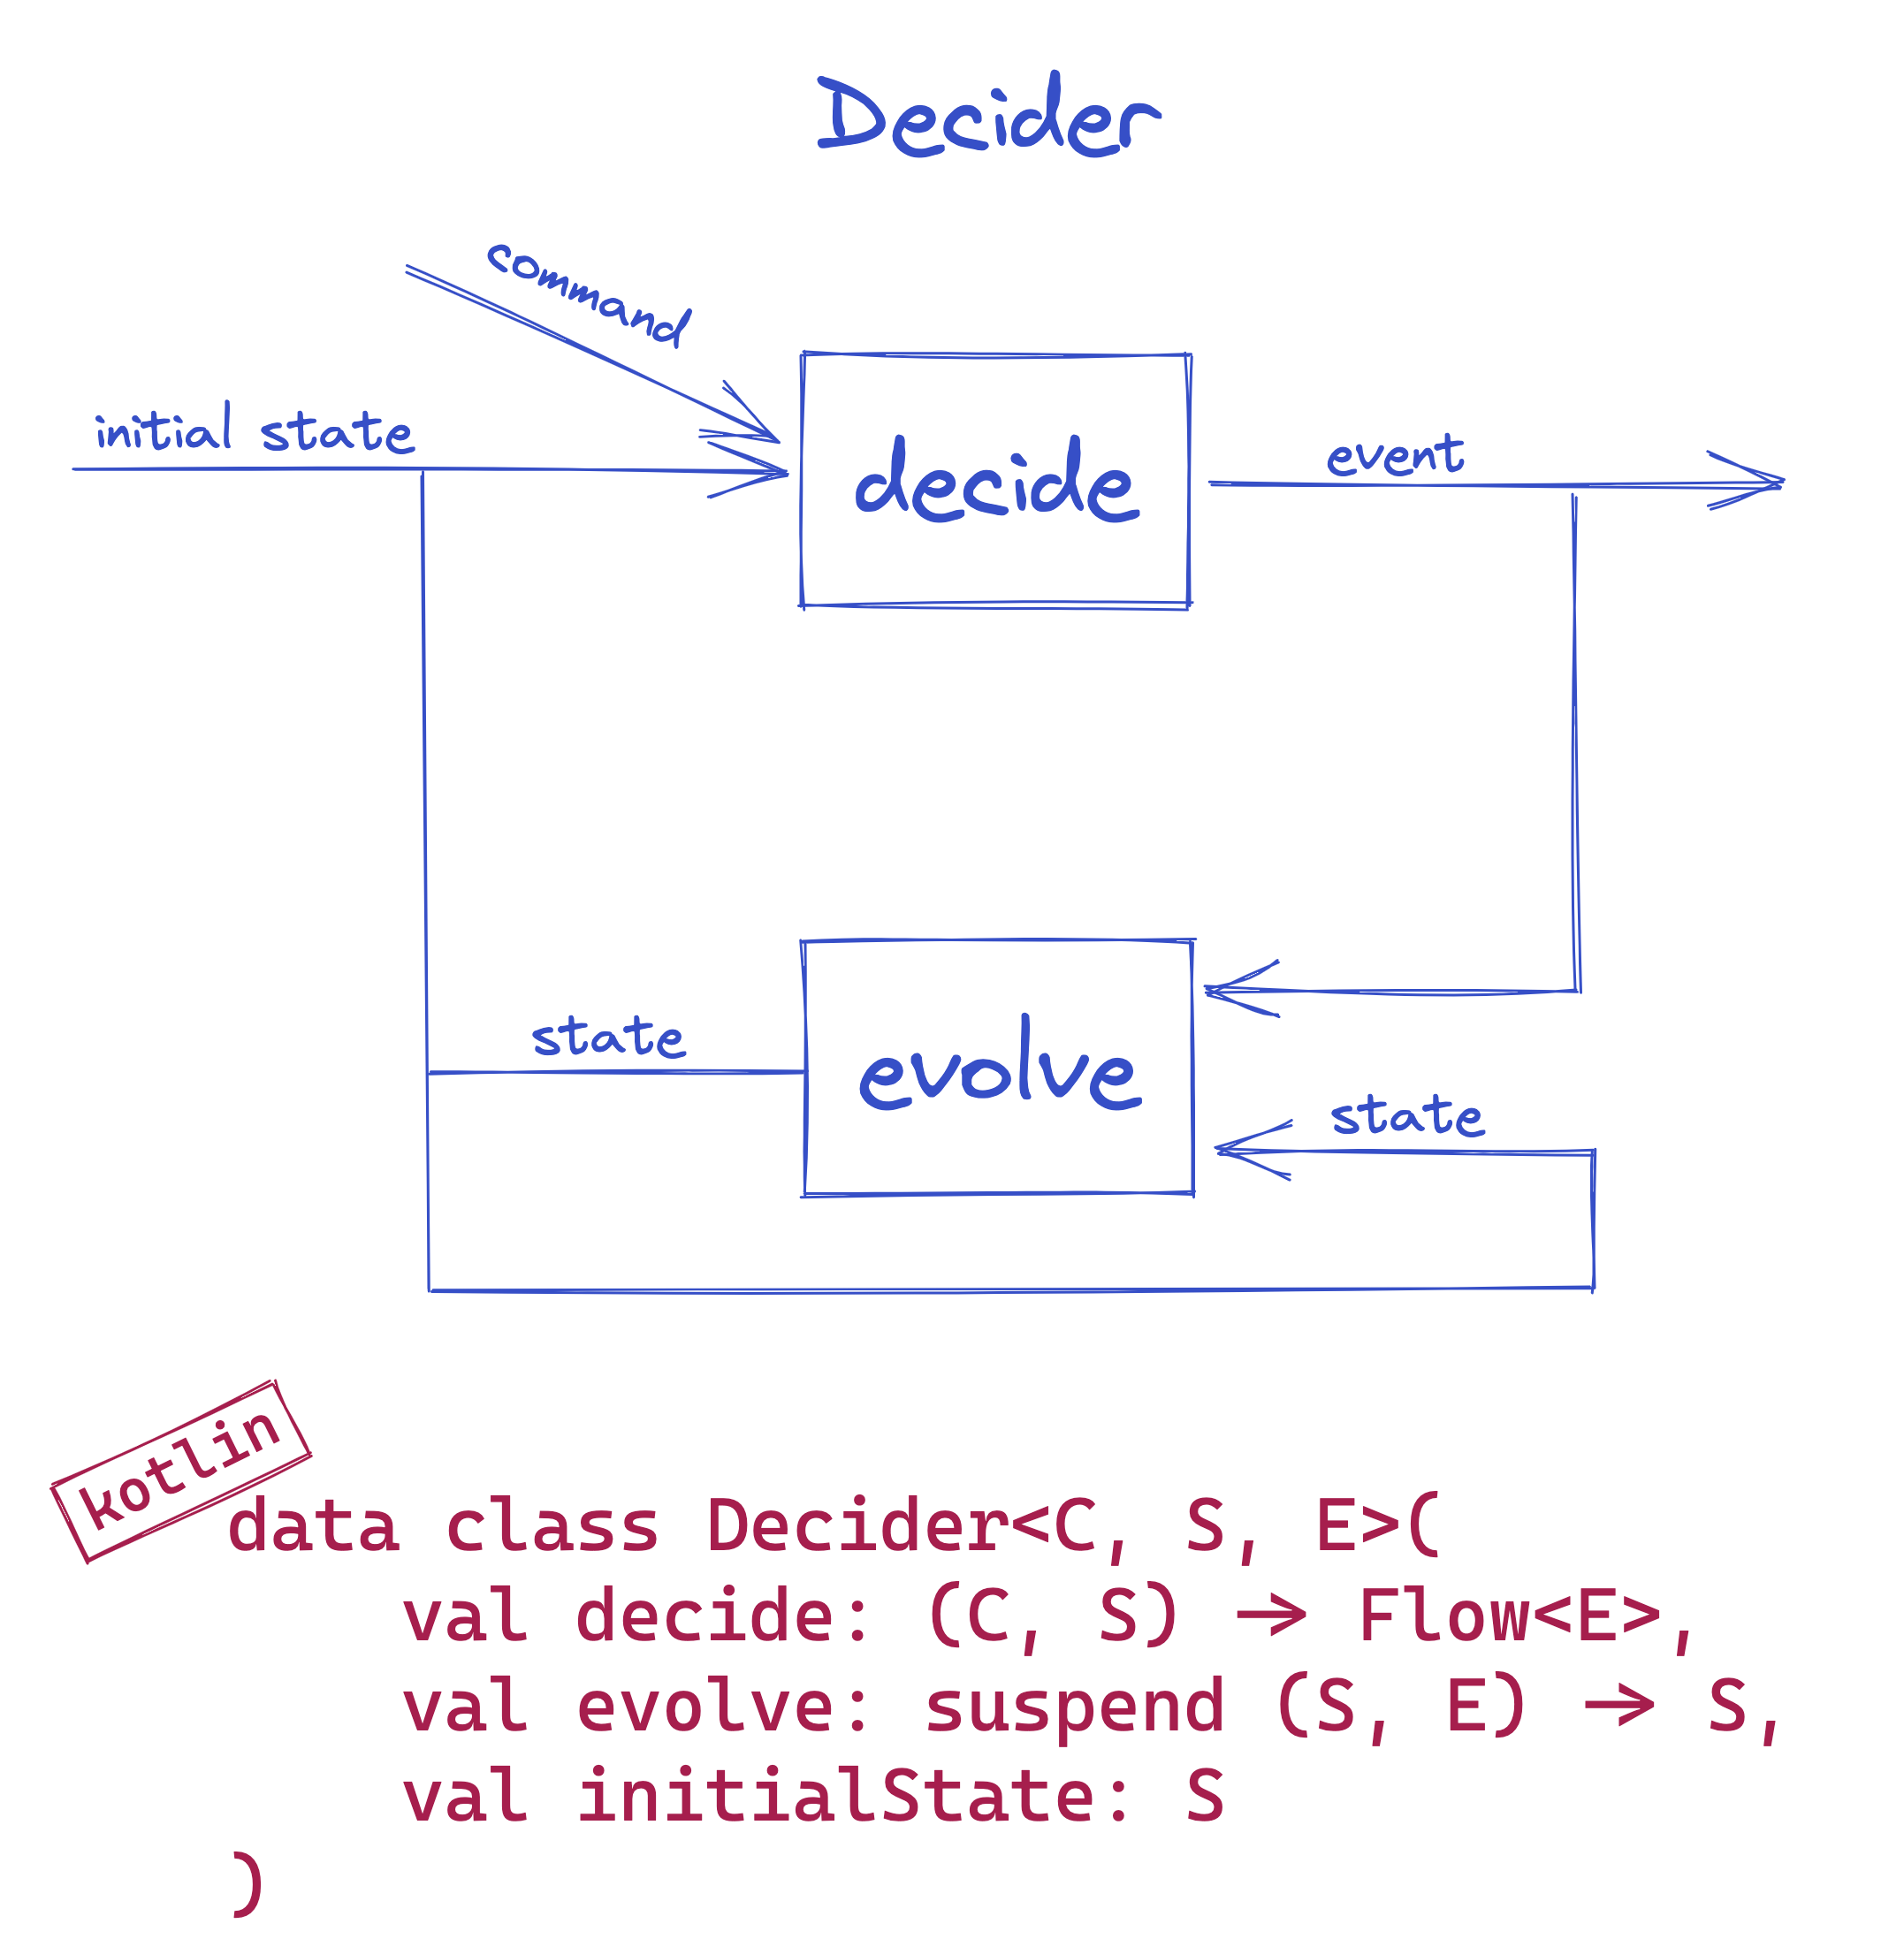 Decider
command
initial state
decide
event
state
evolve
state
kotlin
data class Decider<C, S, E>(
    val decide: (C, S) -> Flow<E>,
    val evolve: suspend (S, E) -> S,
    val initialState: S
)